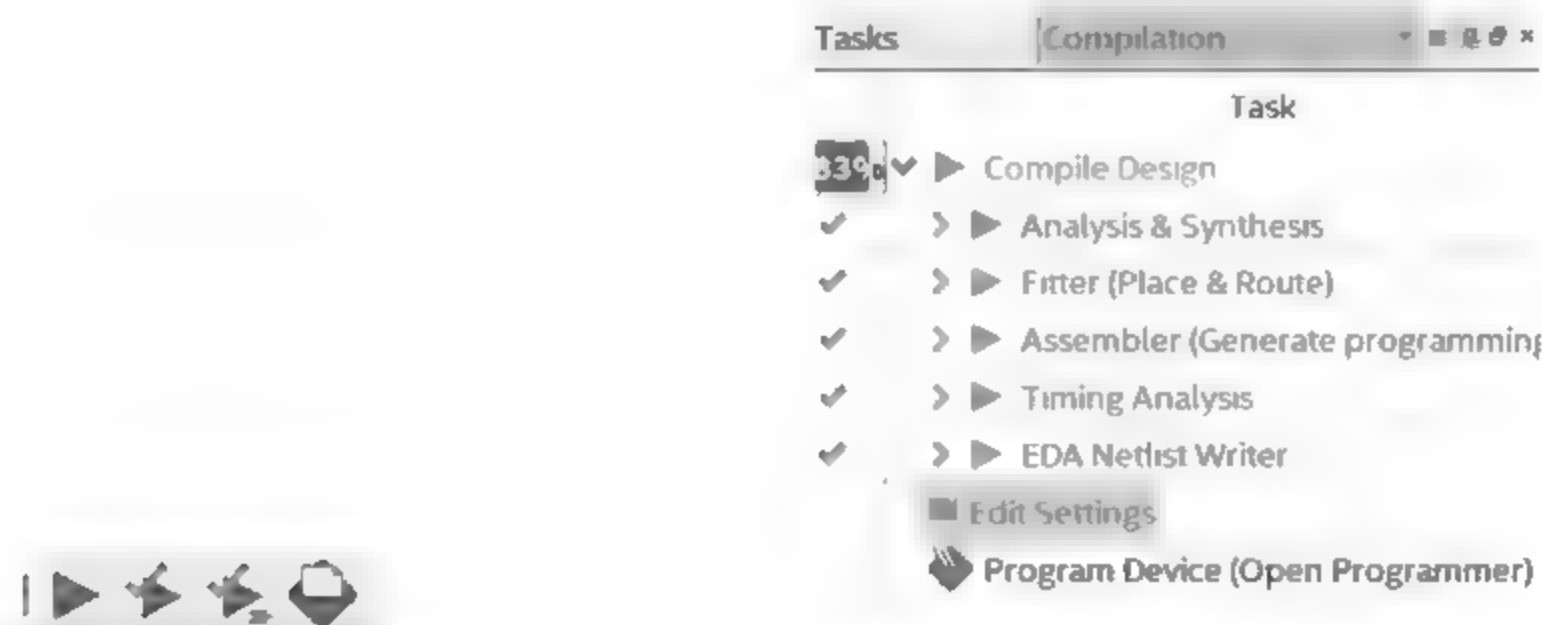 Tasks Compilation
Task
Compile Design
Analysis & Synthesis
Fitter (Place & Route)
Assembler (Generate programming
Timing Analysis
EDA Netlist Writer
Edit Settings
Program Device (Open Programmer)